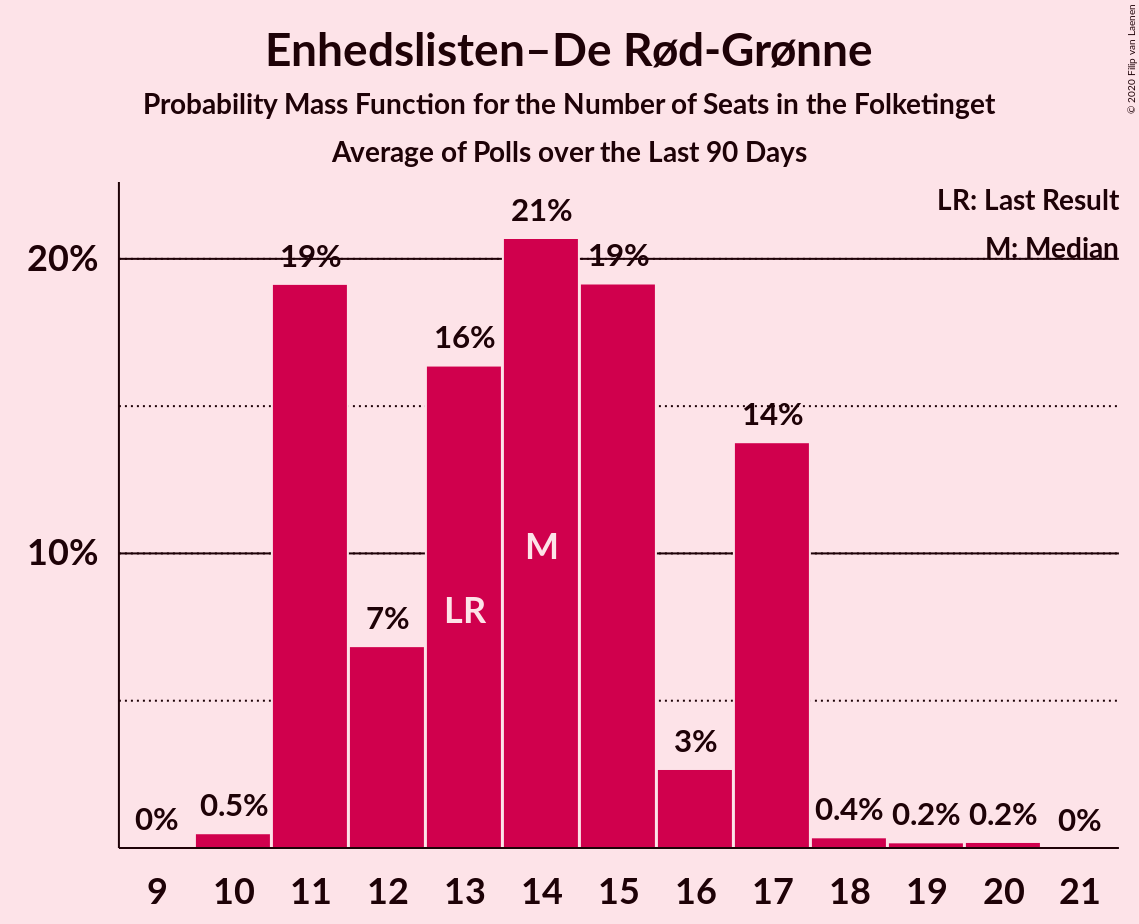 Enhedslisten–De Rød-Grønne
Probability Mass Function for the Number of Seats in the Folketinget
Average of Polls over the Last 90 Days
© 2020 Filip van Laenen
LR: Last Result
M: Median
20%
10%
0%
0.5%
19%
7%
16%
21%
19%
3%
14%
0.4%
0.2%
0.2%
0%
LR
M
9 10 11 12 13 14 15 16 17 18 19 20 21